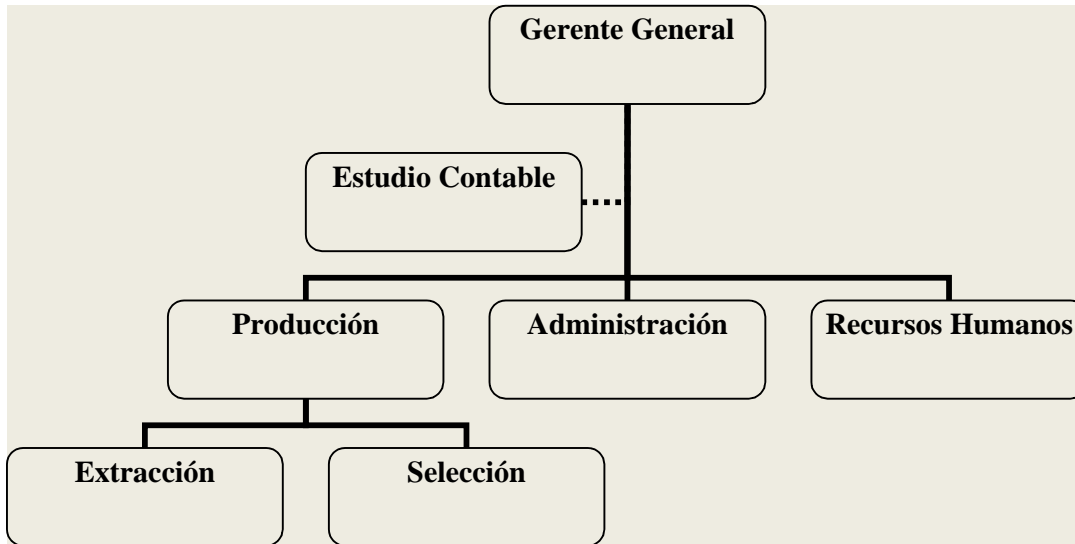 Gerente General
Estudio Contable
Producción
Administración
Recursos Humanos
Extracción
Selección